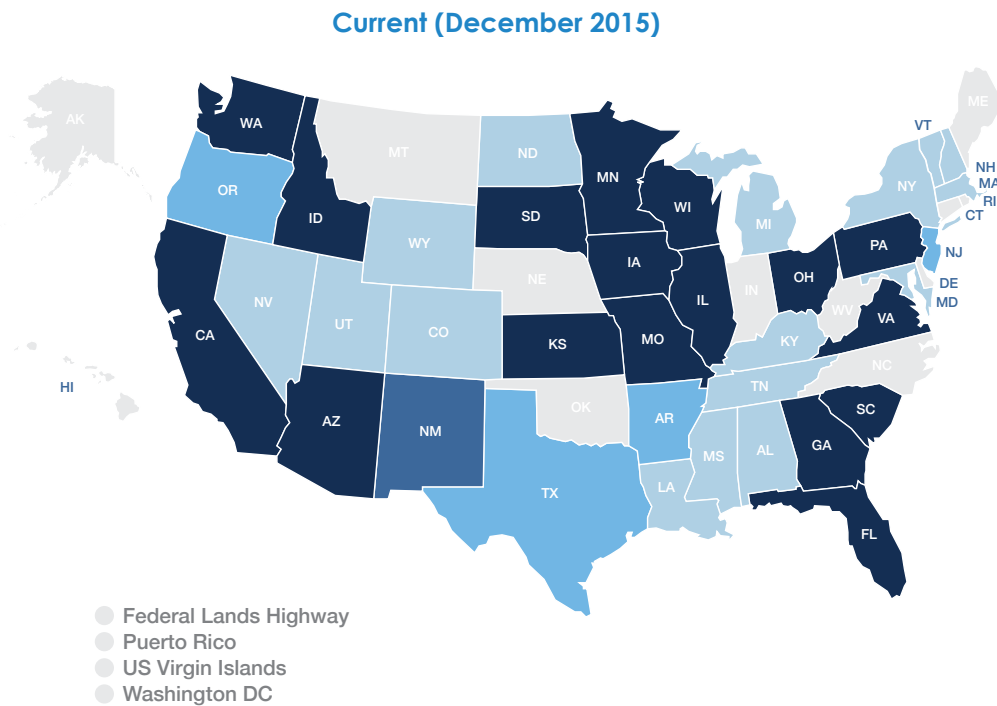 Current (December 2015)
AK
WA
MT
ND
MN
VT
ME
OR
ID
SD
WI
MI
NY
NH
MA
RI
CT
WY
IA
PA
NJ
NE
NV
UT
CO
IL
IN
OH
WV
DE
MD
VA
CA
KS
MO
KY
NC
HI
AZ
NM
OK
AR
TN
SC
TX
LA
MS
AL
GA
FL
Federal Lands Highway
Puerto Rico
US Virgin Islands
Washington DC